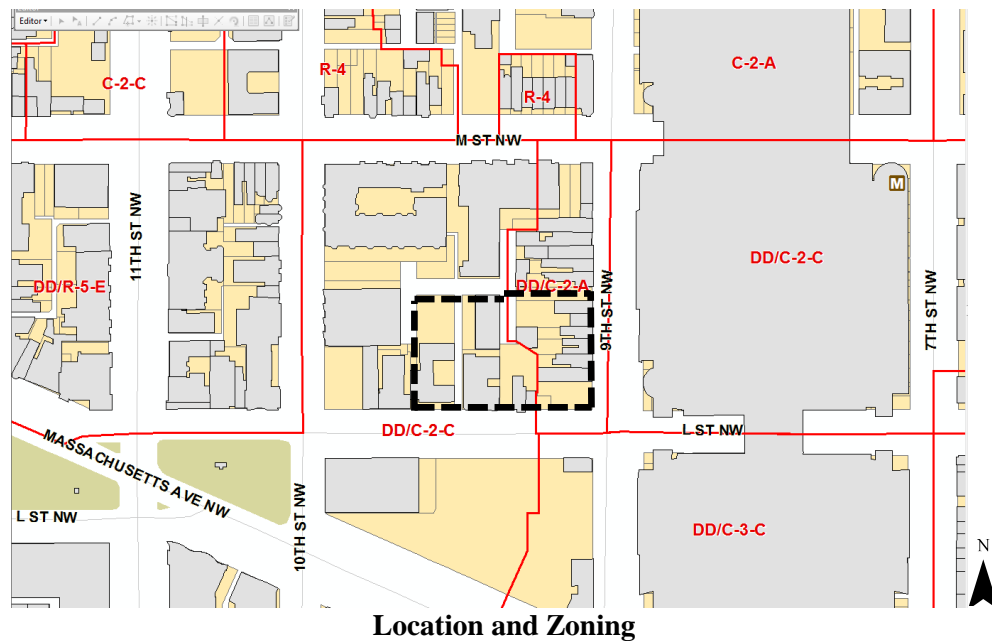 Editor
C-2-C
R-4
R-4
C-2-A
M ST NW
M
11TH ST NW
DD/R-5-E
DD/C-2-A
9TH ST NW
DD/C-2-C
7TH ST NW
DD/C-2-C
L ST NW
MASSACHUSETTS AVE NW
L ST NW
10TH ST NW
DD/C-3-C
N
Location and Zoning